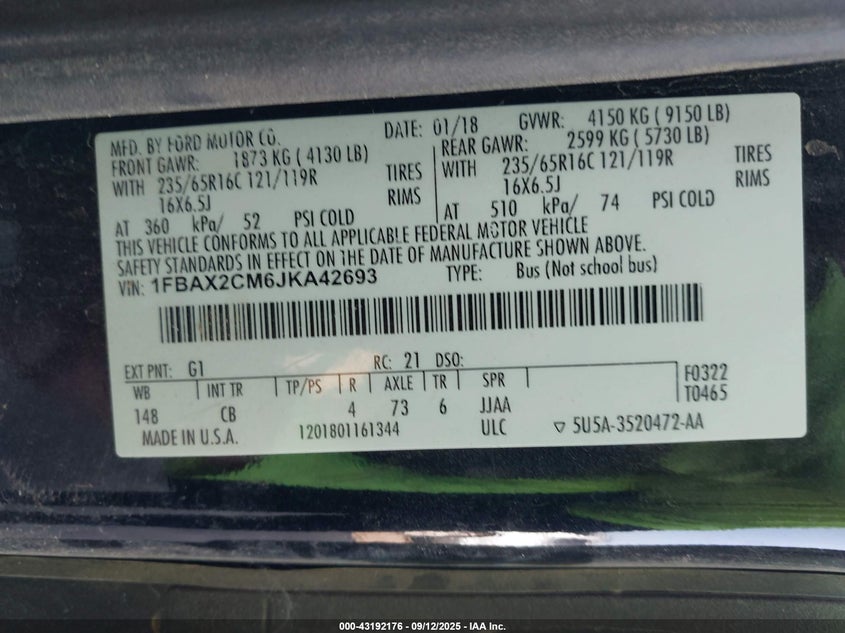 MFD. BY FORD MOTOR CO. DATE: 01/18 GVWR: 4150 KG ( 9150 LB)
FRONT GAWR: 1873 KG ( 4130 LB) REAR GAWR: 2599 KG ( 5730 LB)
WITH 235/65R16C 121/119R TIRES WITH 235/65R16C 121/119R TIRES
16X6.5J RIMS 16X6.5J RIMS
AT 360 kPa/ 52 PSI COLD AT 510 kPa/ 74 PSI COLD
THIS VEHICLE CONFORMS TO ALL APPLICABLE FEDERAL MOTOR VEHICLE
SAFETY STANDARDS IN EFFECT ON THE DATE OF MANUFACTURE SHOWN ABOVE.
VIN: 1FBAX2CM6JKA42693 TYPE: Bus (Not school bus)
EXT PNT: G1 RC: 21 DSO:
WB INT TR TP/PS R AXLE TR SPR F0322
148 CB 4 73 6 JJAA T0465
MADE IN U.S.A. 1201801161344 ULC ▽ 5U5A-3520472-AA
000-43192176 - 09/12/2025 - IAA Inc.